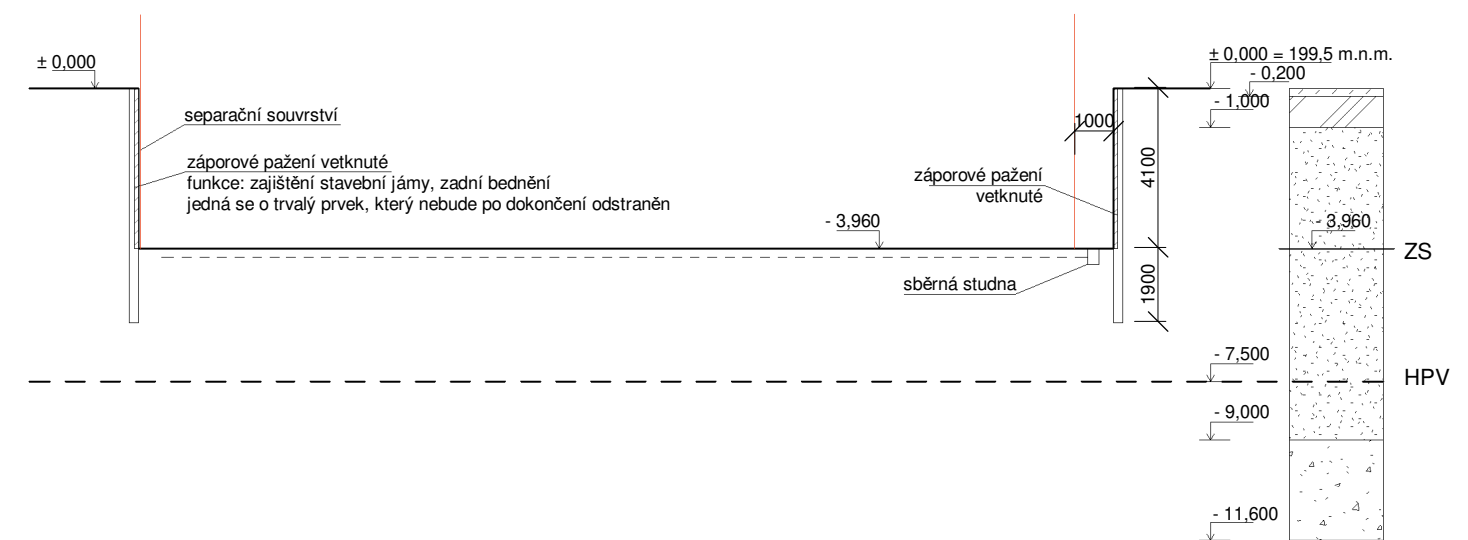 ± 0,000
± 0,000 = 199,5 m.n.m.
- 0,200
- 1,000
1000
separační souvrství
záporové pažení vetknuté
funkce: zajištění stavební jámy, zadní bednění
jedná se o trvalý prvek, který nebude po dokončení odstraněn
záporové pažení
vetknuté
4100
- 3,960
- 3,960
ZS
sběrná studna
1900
- 7,500
HPV
- 9,000
- 11,600